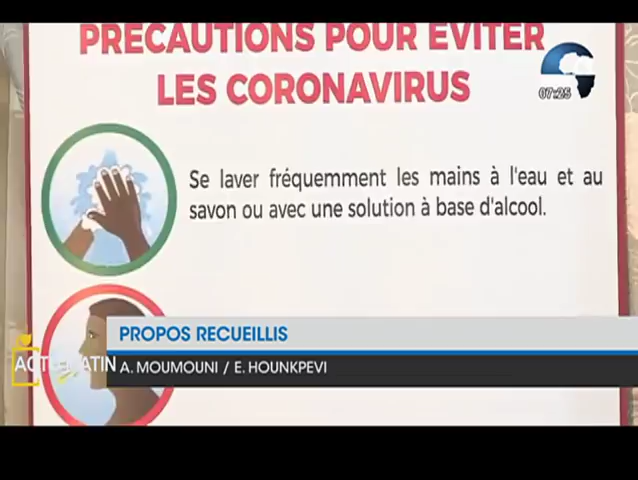 PRECAUTIONS POUR EVITER
LES CORONAVIRUS
07:25
Se laver fréquemment les mains à l'eau et au
savon ou avec une solution à base d'alcool.
PROPOS RECUEILLIS
A. MOUMOUNI / E. HOUNKPEVI